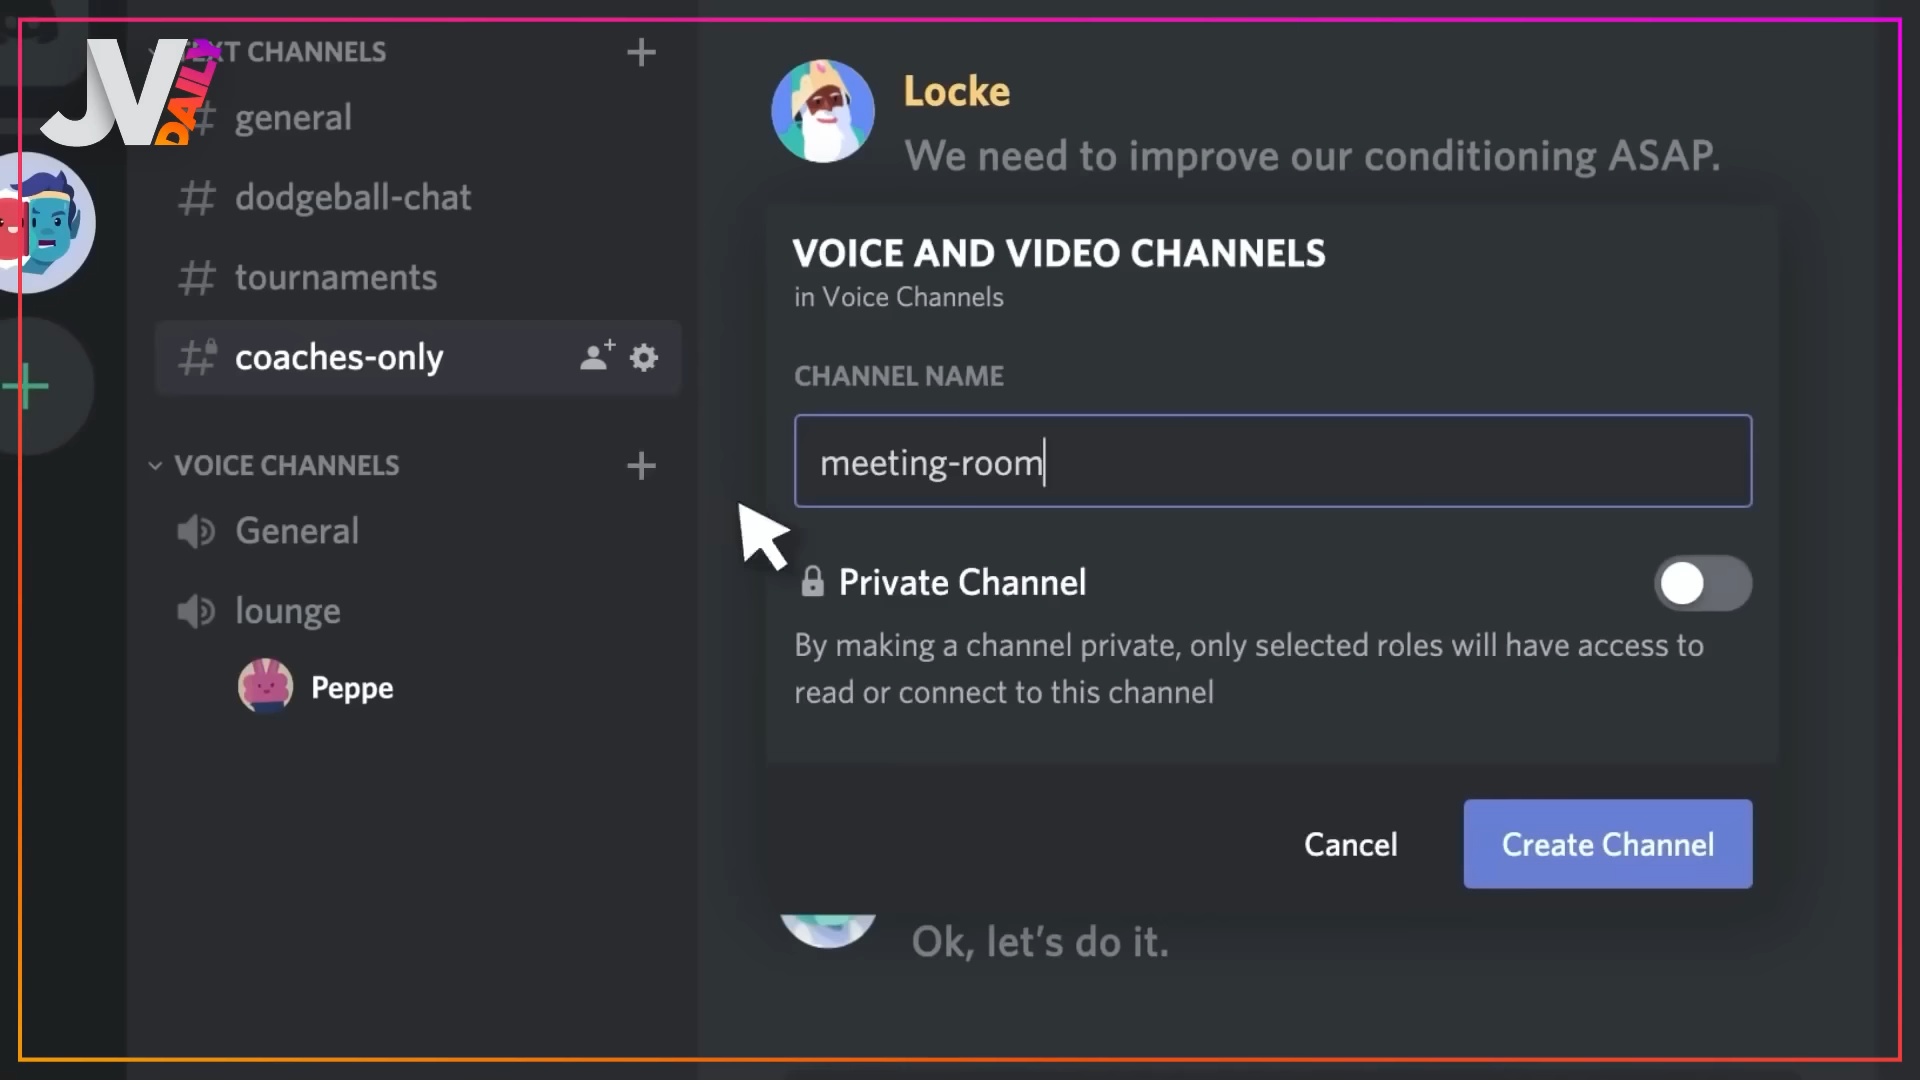 JV
DAILY
TEXT CHANNELS
general
dodgeball-chat
tournaments
coaches-only
VOICE CHANNELS
General
lounge
Peppe
Locke
We need to improve our conditioning ASAP.
VOICE AND VIDEO CHANNELS
in Voice Channels
CHANNEL NAME
meeting-room
Private Channel
By making a channel private, only selected roles will have access to
read or connect to this channel
Cancel
Create Channel
Ok, let’s do it.